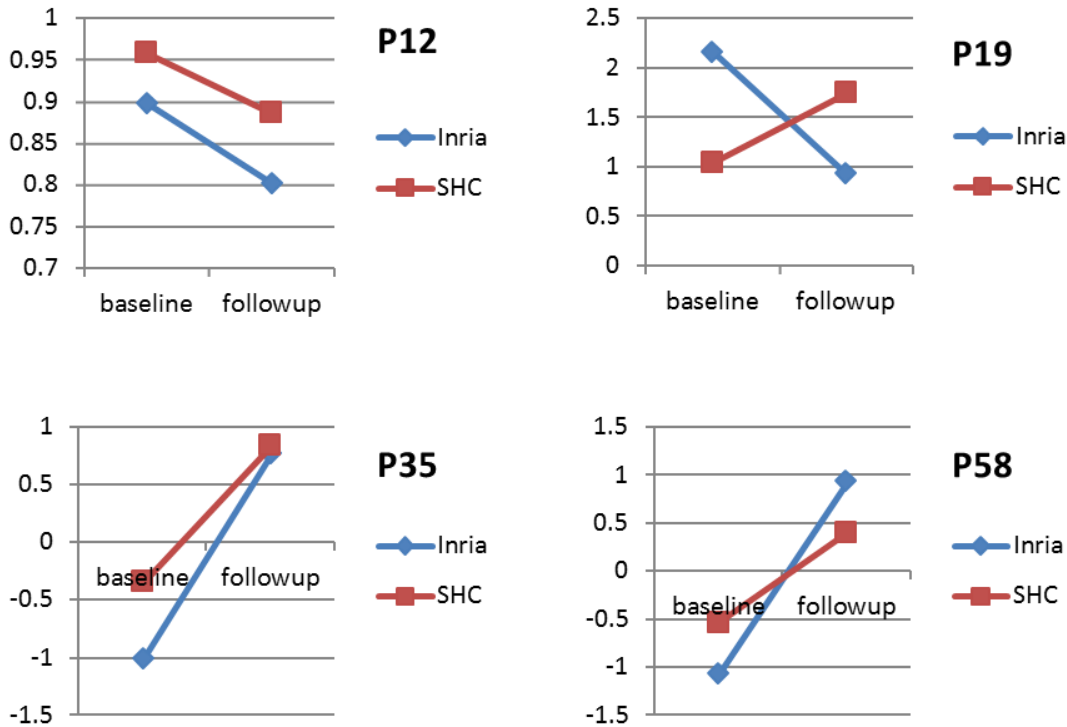 1
0.95
0.9
0.85
0.8
0.75
0.7
baseline followup
P12
Inria
SHC
2.5
2
1.5
1
0.5
0
baseline followup
P19
Inria
SHC
1
0.5
0
-0.5
-1
-1.5
baseline followup
P35
Inria
SHC
1.5
1
0.5
0
-0.5
-1
-1.5
baseline followup
P58
Inria
SHC